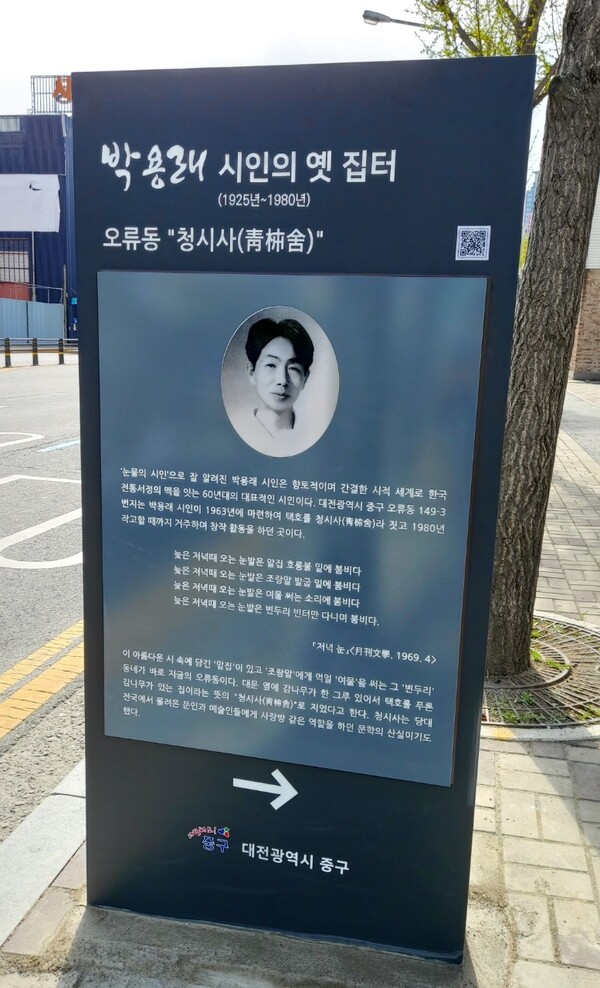 박용래 시인의 옛 집터
(1925년~1980년)
오류동 "청시사(靑枾舍)"
'눈물의 시인'으로 잘 알려진 박용래 시인은 향토적이며 간결한 시적 세계로 한국
전통서정의 맥을 잇는 60년대의 대표적인 시인이다. 대전광역시 중구 오류동 149-3
번지는 박용래 시인이 1963년에 마련하여 택호를 청시사(靑枾舍)라 짓고 1980년
작고할 때까지 거주하며 창작 활동을 하던 곳이다.
늦은 저녁때 오는 눈발은 말집 호롱불 밑에 붐비다
늦은 저녁때 오는 눈발은 조랑말 발굽 밑에 붐비다
늦은 저녁때 오는 눈발은 여물 써는 소리에 붐비다
늦은 저녁때 오는 눈발은 변두리 빈터만 다니며 붐비다.
「저녁 눈」<月刊文學, 1969. 4>
이 아름다운 시 속에 담긴 '말집'이 있고 '조랑말'에게 먹일 '여물'을 써는 그 '변두리'
동네가 바로 지금의 오류동이다. 대문 옆에 감나무가 한 그루 있어서 택호를 푸른
감나무가 있는 집이라는 뜻의 "청시사(靑枾舍)"로 지었다고 한다. 청시사는 당대
전국에서 몰려온 문인과 예술인들에게 사랑방 같은 역할을 하던 문학의 산실이기도
했다.
중구 대전광역시 중구